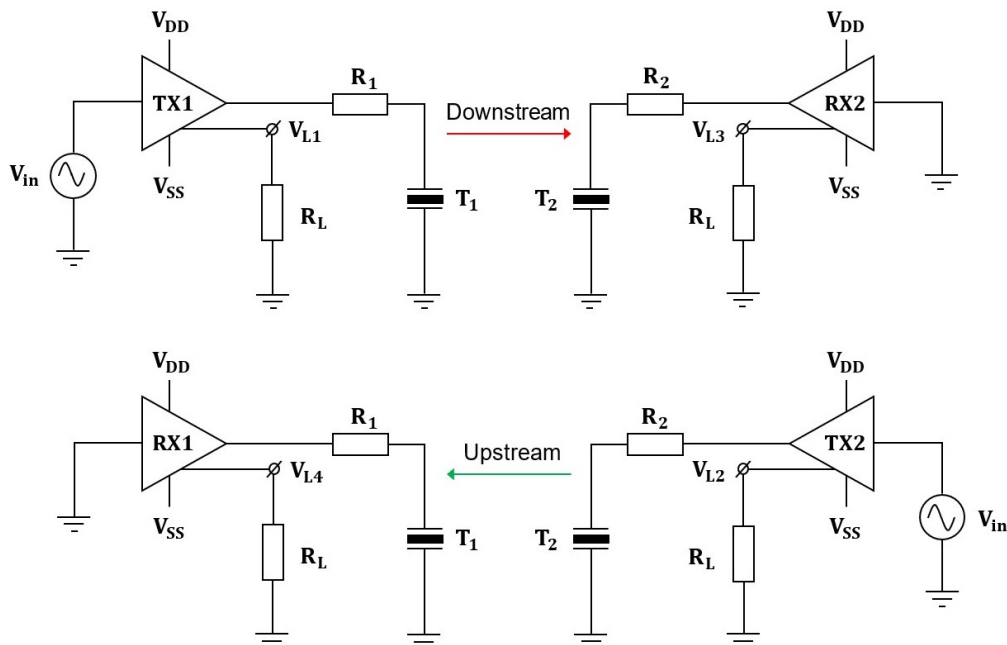 V_DD
V_DD
TX1
R_1
Downstream
R_2
RX2
V_in
V_SS
V_L1
R_L
T_1
T_2
V_L3
R_L
V_SS
V_DD
V_DD
RX1
R_1
Upstream
R_2
TX2
V_SS
V_L4
R_L
T_1
T_2
V_L2
R_L
V_SS
V_in